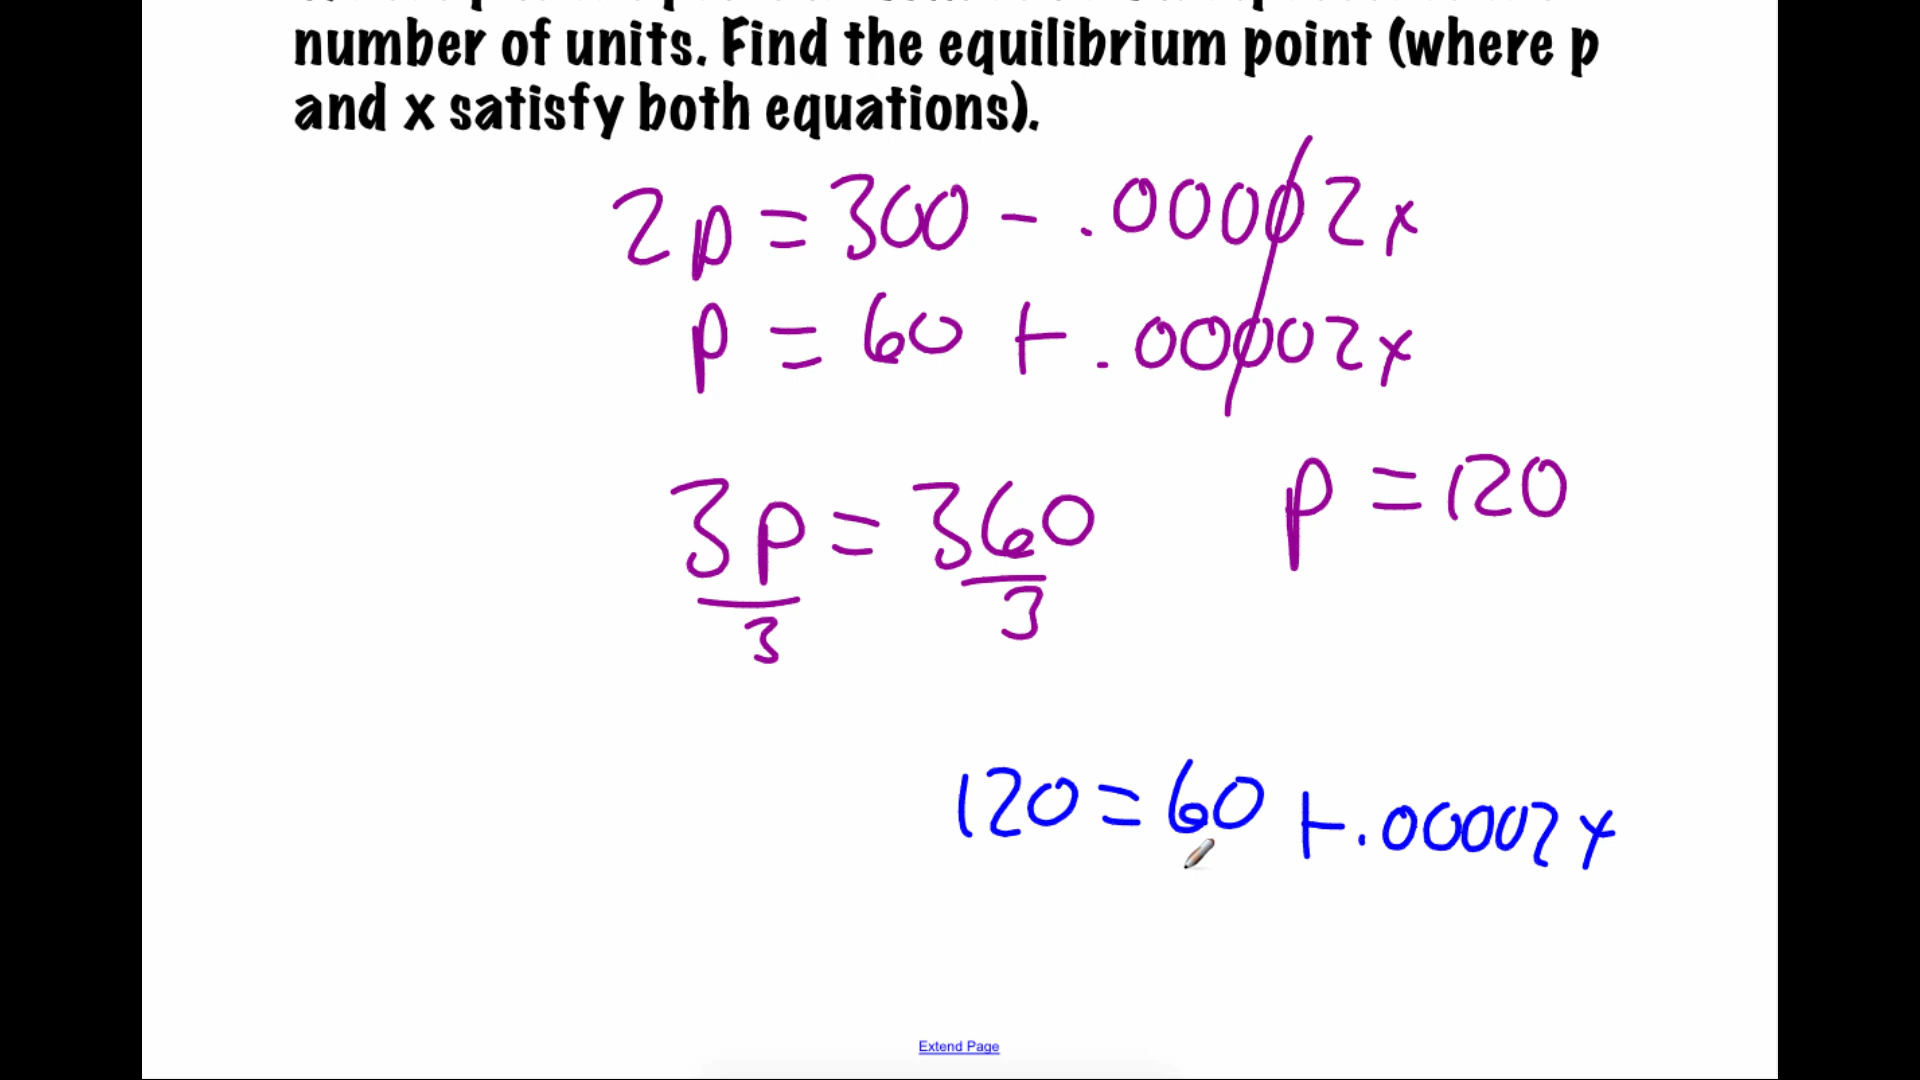 number of units. Find the equilibrium point (where p
and x satisfy both equations).
2p = 300 - .00002x
p = 60 + .00002x
3p = 360
3 3
p = 120
120 = 60 + .00002x
Extend Page